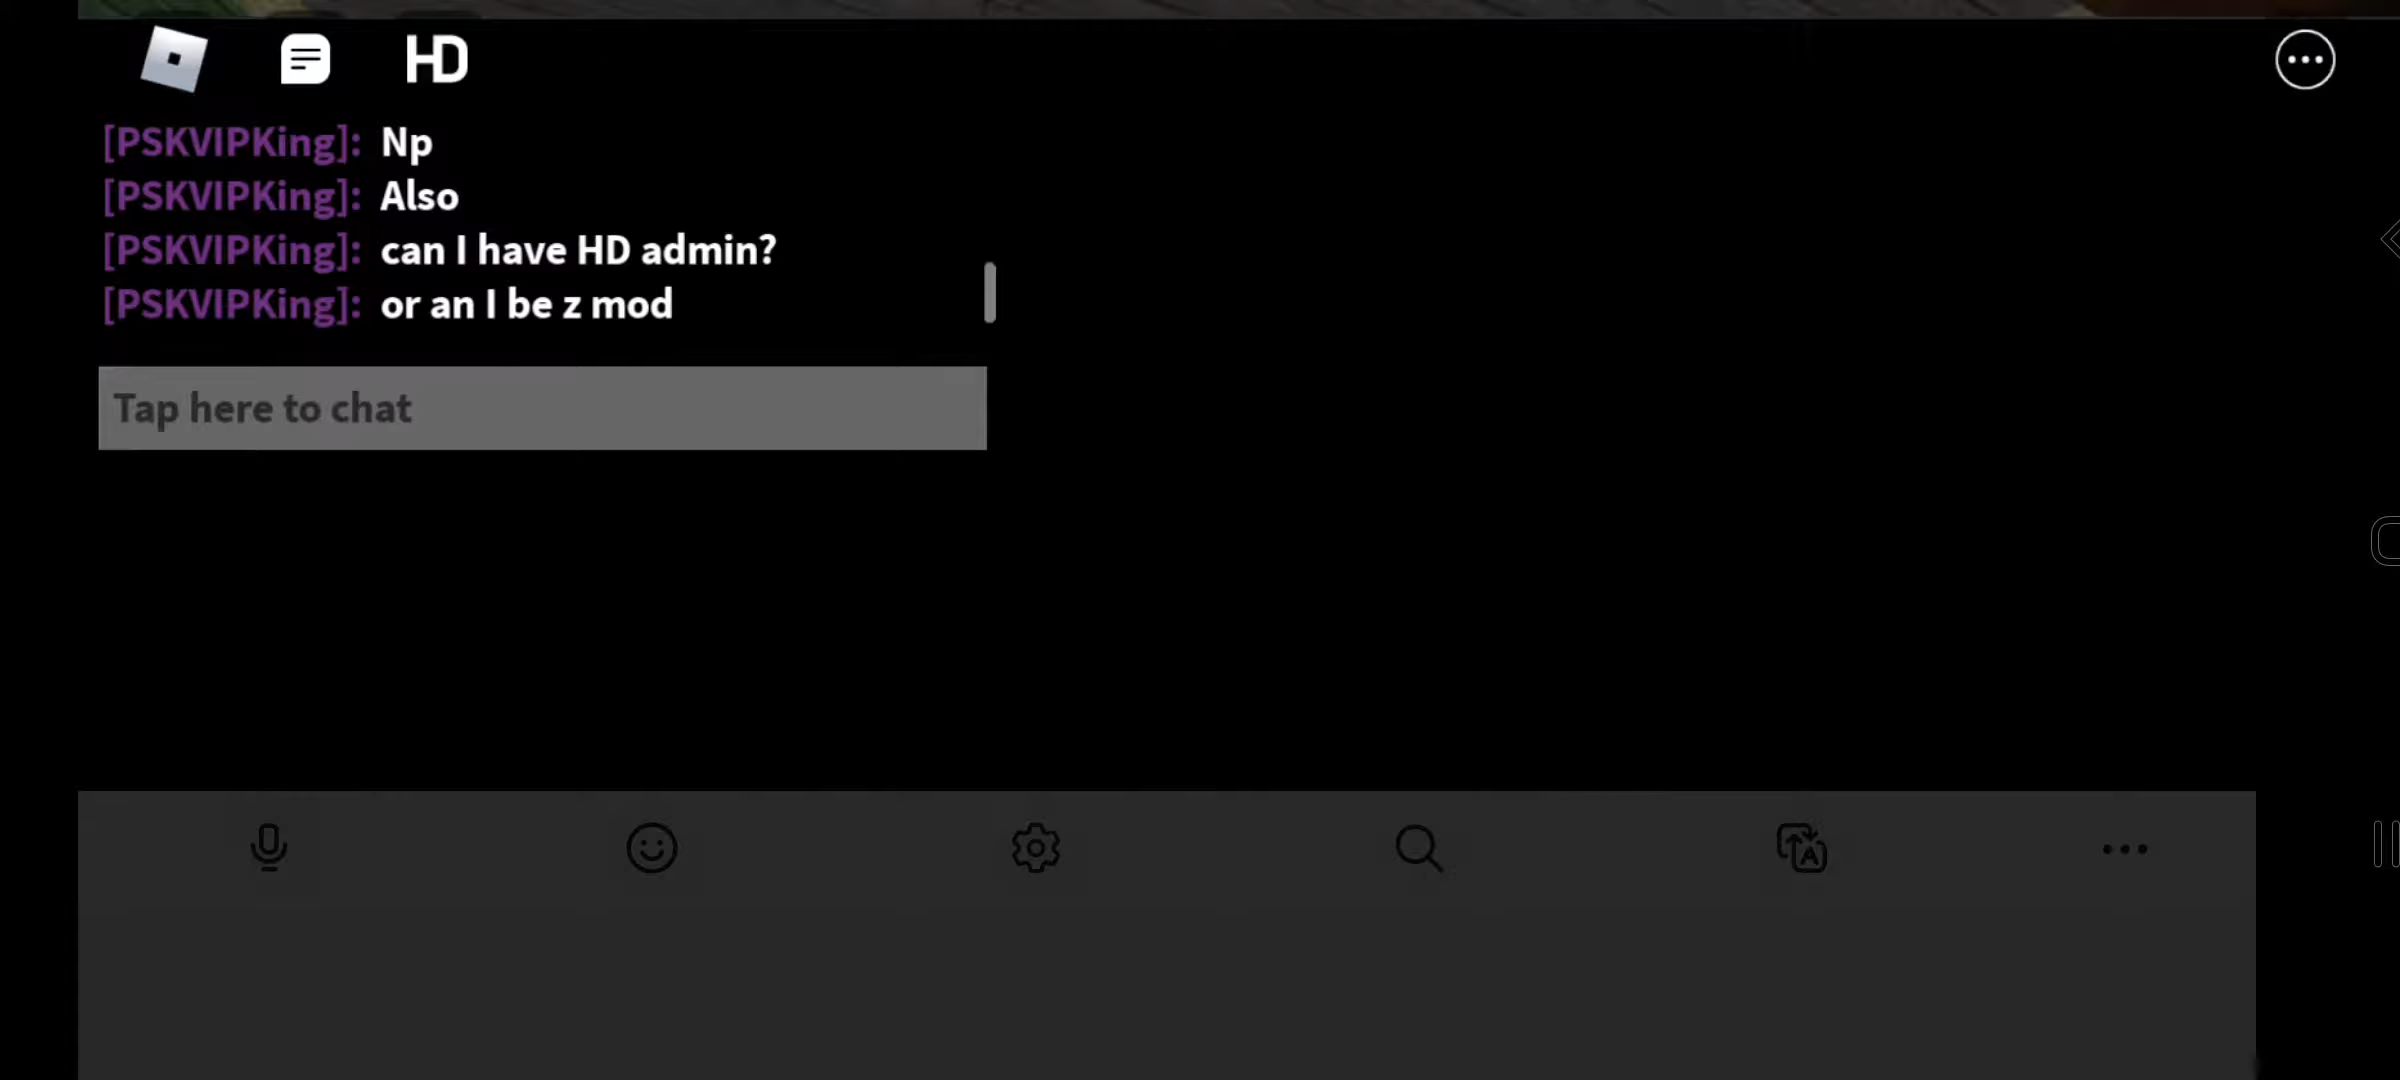 HD
[PSKVIPKing]: Np
[PSKVIPKing]: Also
[PSKVIPKing]: can I have HD admin?
[PSKVIPKing]: or an I be z mod
Tap here to chat